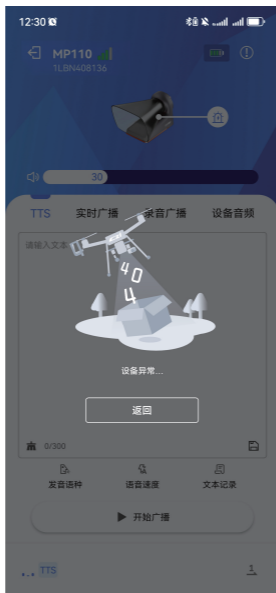 12:30
MP110
1LBN408136
30
TTS 实时广播 录音广播 设备音频
请输入文本
404
设备异常...
返回
0/300
发音语种 语音速度 文本记录
开始广播
... TTS 1